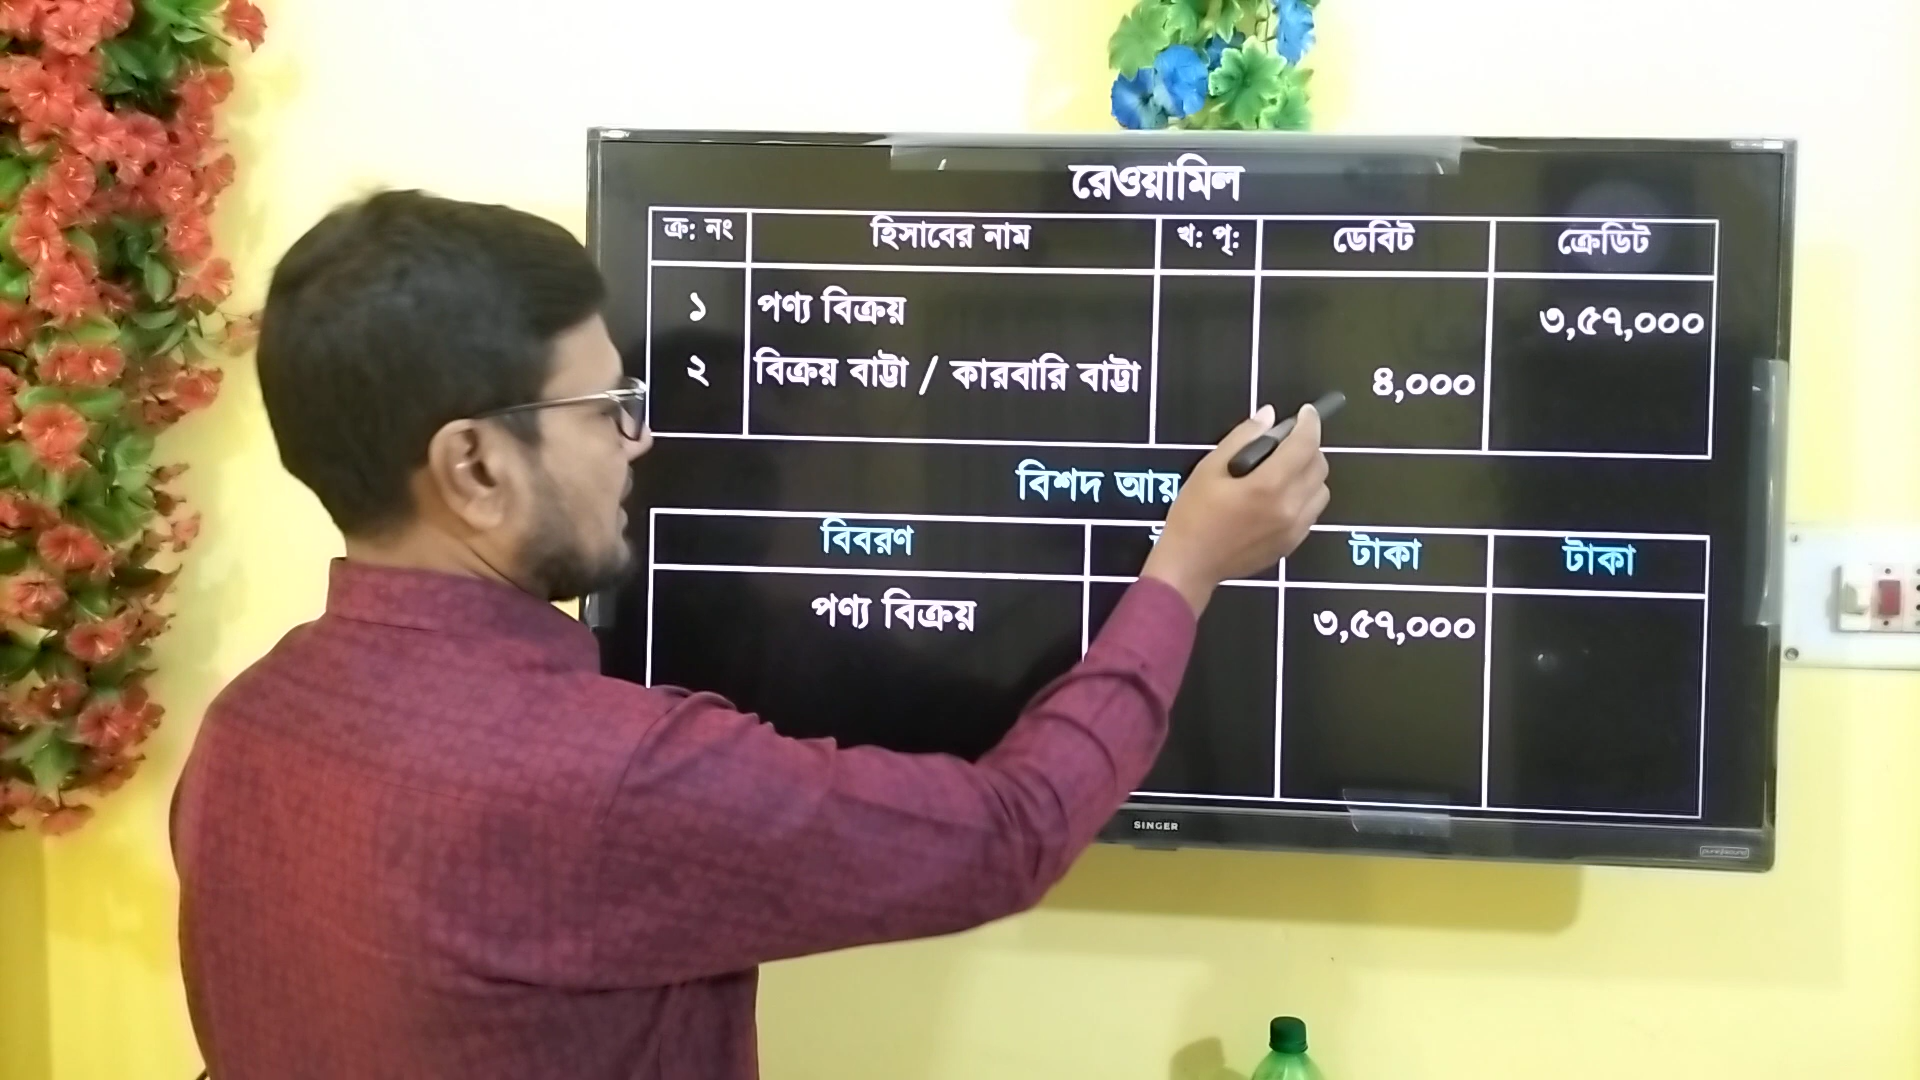 রেওয়ামিল
ক্র: নং হিসাবের নাম খ: পৃ: ডেবিট ক্রেডিট
১ পণ্য বিক্রয় ৩,৫৭,০০০
২ বিক্রয় বাট্টা / কারবারি বাট্টা ৪,০০০
বিশদ আয়
বিবরণ টাকা টাকা
পণ্য বিক্রয় ৩,৫৭,০০০
SINGER